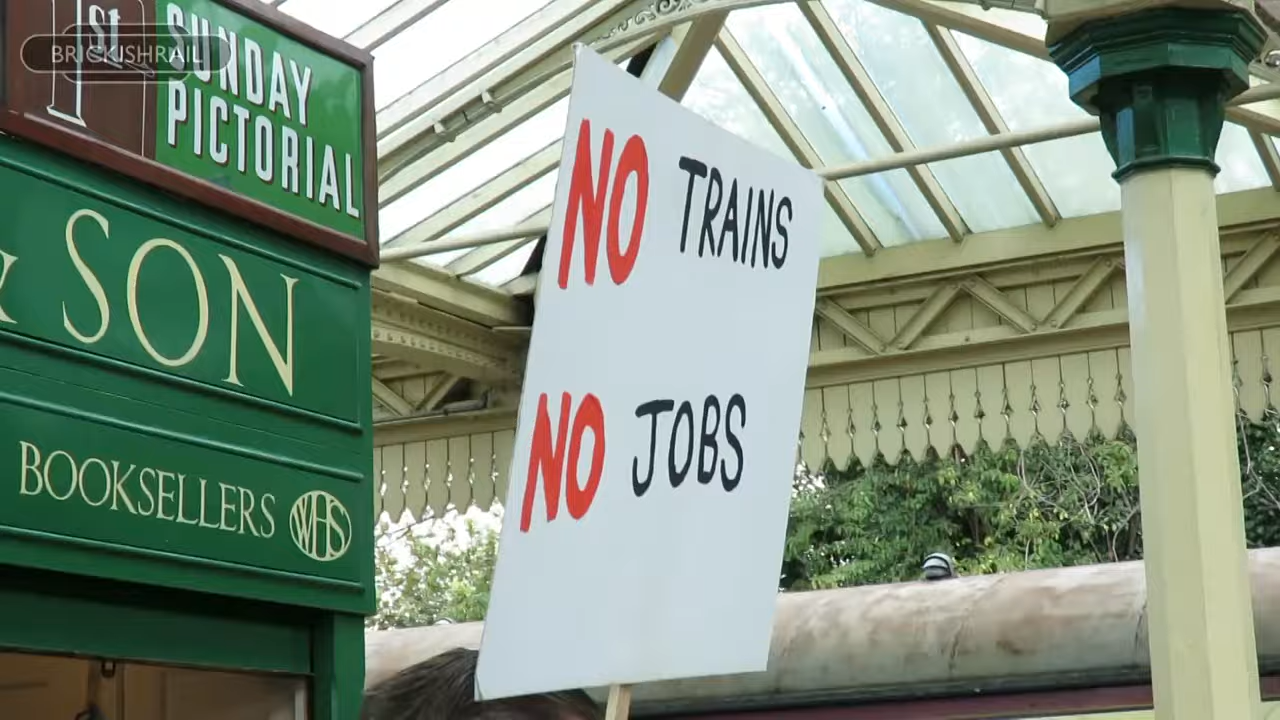 BRICKISHRAIL
1St
SUNDAY
PICTORIAL
& SON
BOOKSELLERS WHS
NO TRAINS
NO JOBS